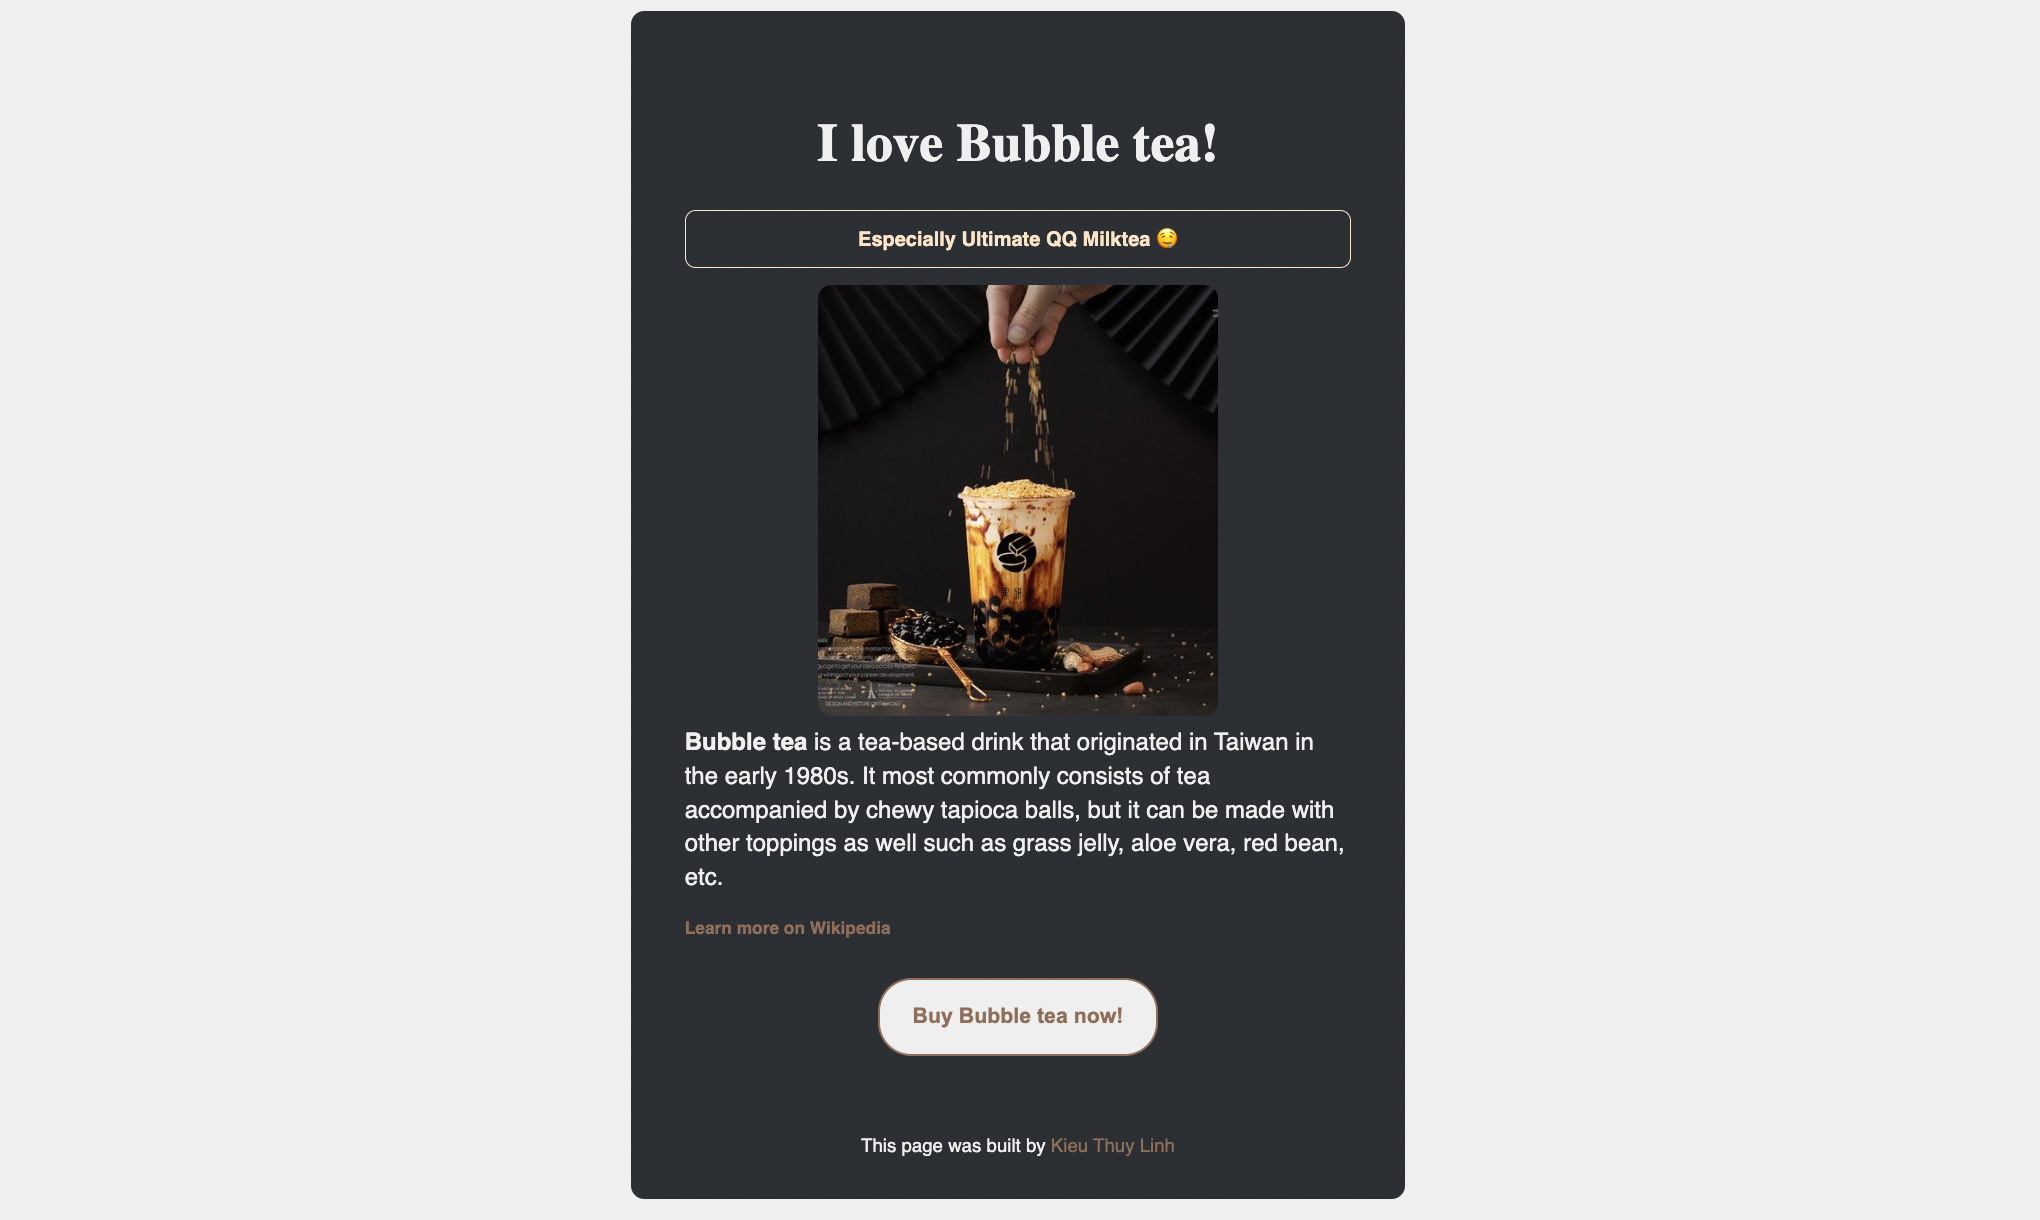 I love Bubble tea!
Especially Ultimate QQ Milktea 🤤
Bubble tea is a tea-based drink that originated in Taiwan in
the early 1980s. It most commonly consists of tea
accompanied by chewy tapioca balls, but it can be made with
other toppings as well such as grass jelly, aloe vera, red bean,
etc.
Learn more on Wikipedia
Buy Bubble tea now!
This page was built by Kieu Thuy Linh